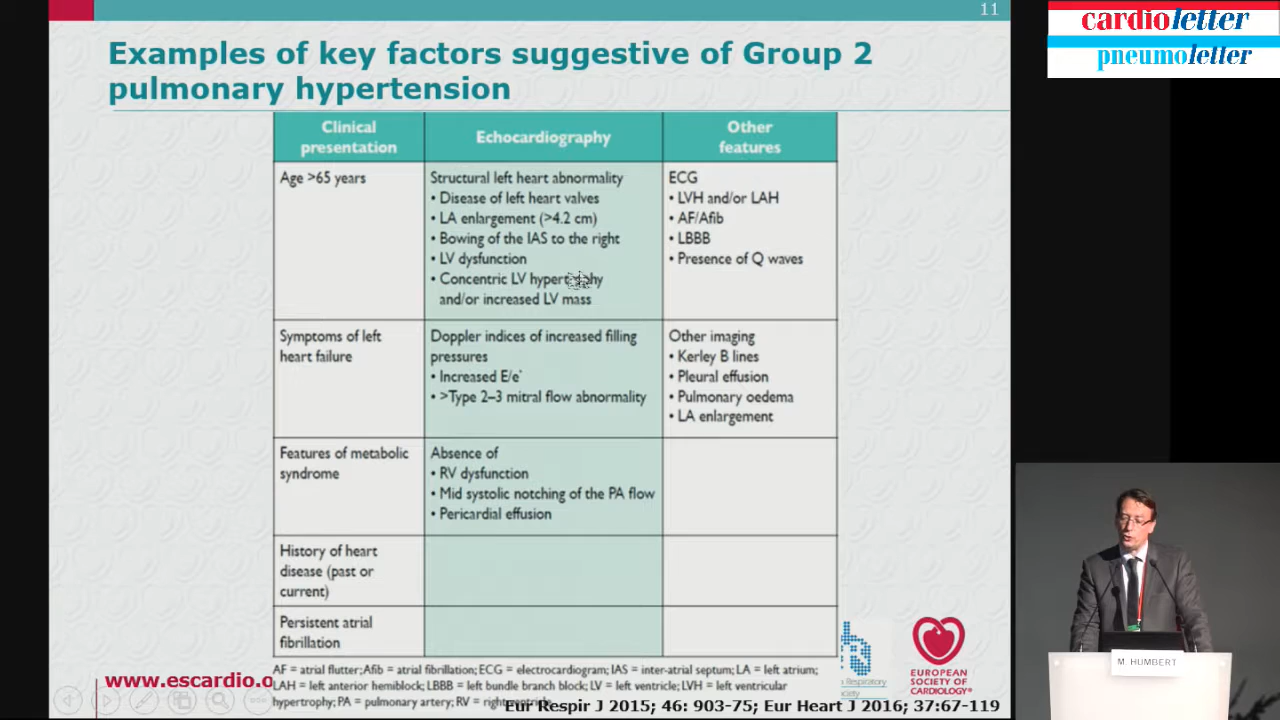 11
cardioletter
pneumoletter
Examples of key factors suggestive of Group 2
pulmonary hypertension
Clinical
presentation
Echocardiography
Other
features
Age >65 years
Structural left heart abnormality
• Disease of left heart valves
• LA enlargement (>4.2 cm)
• Bowing of the IAS to the right
• LV dysfunction
• Concentric LV hypertrophy
and/or increased LV mass
ECG
• LVH and/or LAH
• AF/Afib
• LBBB
• Presence of Q waves
Symptoms of left
heart failure
Doppler indices of increased filling
pressures
• Increased E/e'
• >Type 2–3 mitral flow abnormality
Other imaging
• Kerley B lines
• Pleural effusion
• Pulmonary oedema
• LA enlargement
Features of metabolic
syndrome
Absence of
• RV dysfunction
• Mid systolic notching of the PA flow
• Pericardial effusion
History of heart
disease (past or
current)
Persistent atrial
fibrillation
AF = atrial flutter; Afib = atrial fibrillation; ECG = electrocardiogram; IAS = inter-atrial septum; LA = left atrium;
LAH = left anterior hemiblock; LBBB = left bundle branch block; LV = left ventricle; LVH = left ventricular
hypertrophy; PA = pulmonary artery; RV = right
www.escardio.o
Respiratory
EUROPEAN
SOCIETY OF
CARDIOLOGY®
Eur Respir J 2015; 46: 903-75; Eur Heart J 2016; 37:67-119
M HUMBERT